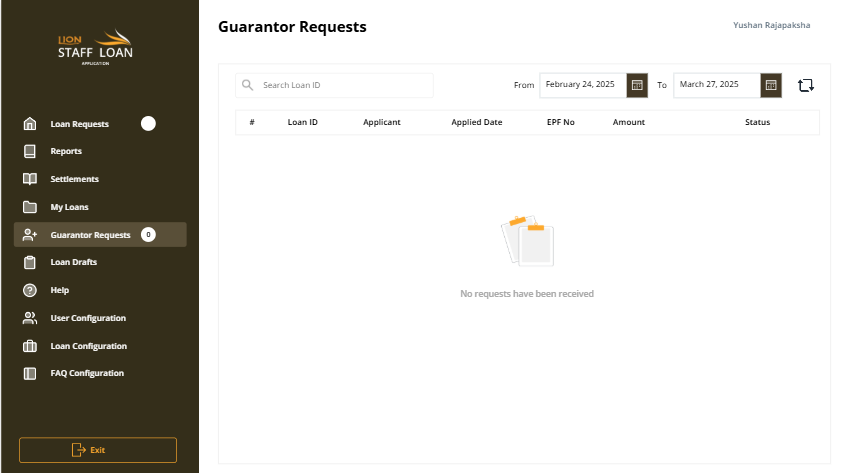 LION
STAFF LOAN
APPLICATION
Loan Requests
Reports
Settlements
My Loans
Guarantor Requests 0
Loan Drafts
Help
User Configuration
Loan Configuration
FAQ Configuration
Exit
Guarantor Requests
Yushan Rajapaksha
Search Loan ID
From February 24, 2025 To March 27, 2025
# Loan ID Applicant Applied Date EPF No Amount Status
No requests have been received